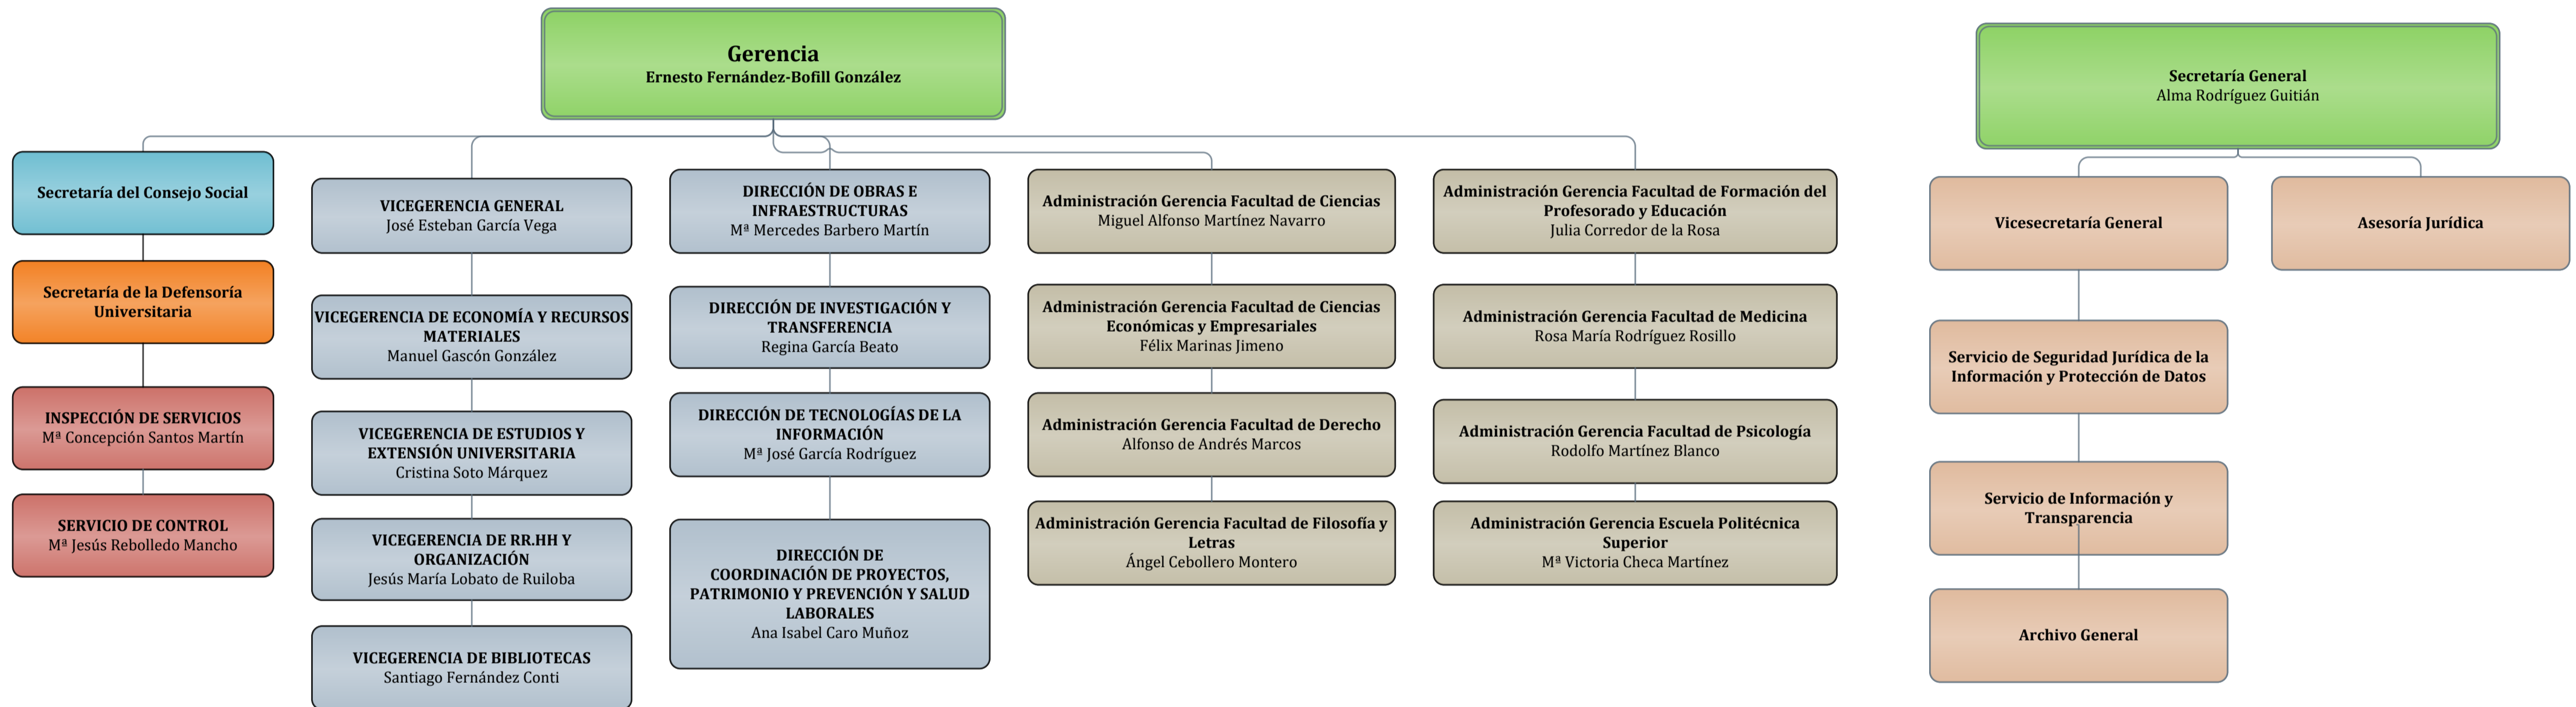 Gerencia
Ernesto Fernández-Bofill González
Secretaría del Consejo Social
Secretaría de la Defensoría
Universitaria
INSPECCIÓN DE SERVICIOS
Mª Concepción Santos Martín
SERVICIO DE CONTROL
Mª Jesús Rebolledo Mancho
VICEGERENCIA GENERAL
José Esteban García Vega
VICEGERENCIA DE ECONOMÍA Y RECURSOS
MATERIALES
Manuel Gascón González
VICEGERENCIA DE ESTUDIOS Y
EXTENSIÓN UNIVERSITARIA
Cristina Soto Márquez
VICEGERENCIA DE RR.HH Y
ORGANIZACIÓN
Jesús María Lobato de Ruiloba
VICEGERENCIA DE BIBLIOTECAS
Santiago Fernández Conti
DIRECCIÓN DE OBRAS E
INFRAESTRUCTURAS
Mª Mercedes Barbero Martín
DIRECCIÓN DE INVESTIGACIÓN Y
TRANSFERENCIA
Regina García Beato
DIRECCIÓN DE TECNOLOGÍAS DE LA
INFORMACIÓN
Mª José García Rodríguez
DIRECCIÓN DE
COORDINACIÓN DE PROYECTOS,
PATRIMONIO Y PREVENCIÓN Y SALUD
LABORALES
Ana Isabel Caro Muñoz
Administración Gerencia Facultad de Ciencias
Miguel Alfonso Martínez Navarro
Administración Gerencia Facultad de Ciencias
Económicas y Empresariales
Félix Marinas Jimeno
Administración Gerencia Facultad de Derecho
Alfonso de Andrés Marcos
Administración Gerencia Facultad de Filosofía y
Letras
Ángel Cebollero Montero
Administración Gerencia Facultad de Formación del
Profesorado y Educación
Julia Corredor de la Rosa
Administración Gerencia Facultad de Medicina
Rosa María Rodríguez Rosillo
Administración Gerencia Facultad de Psicología
Rodolfo Martínez Blanco
Administración Gerencia Escuela Politécnica
Superior
Mª Victoria Checa Martínez
Secretaría General
Alma Rodríguez Guitián
Vicesecretaría General
Asesoría Jurídica
Servicio de Seguridad Jurídica de la
Información y Protección de Datos
Servicio de Información y
Transparencia
Archivo General